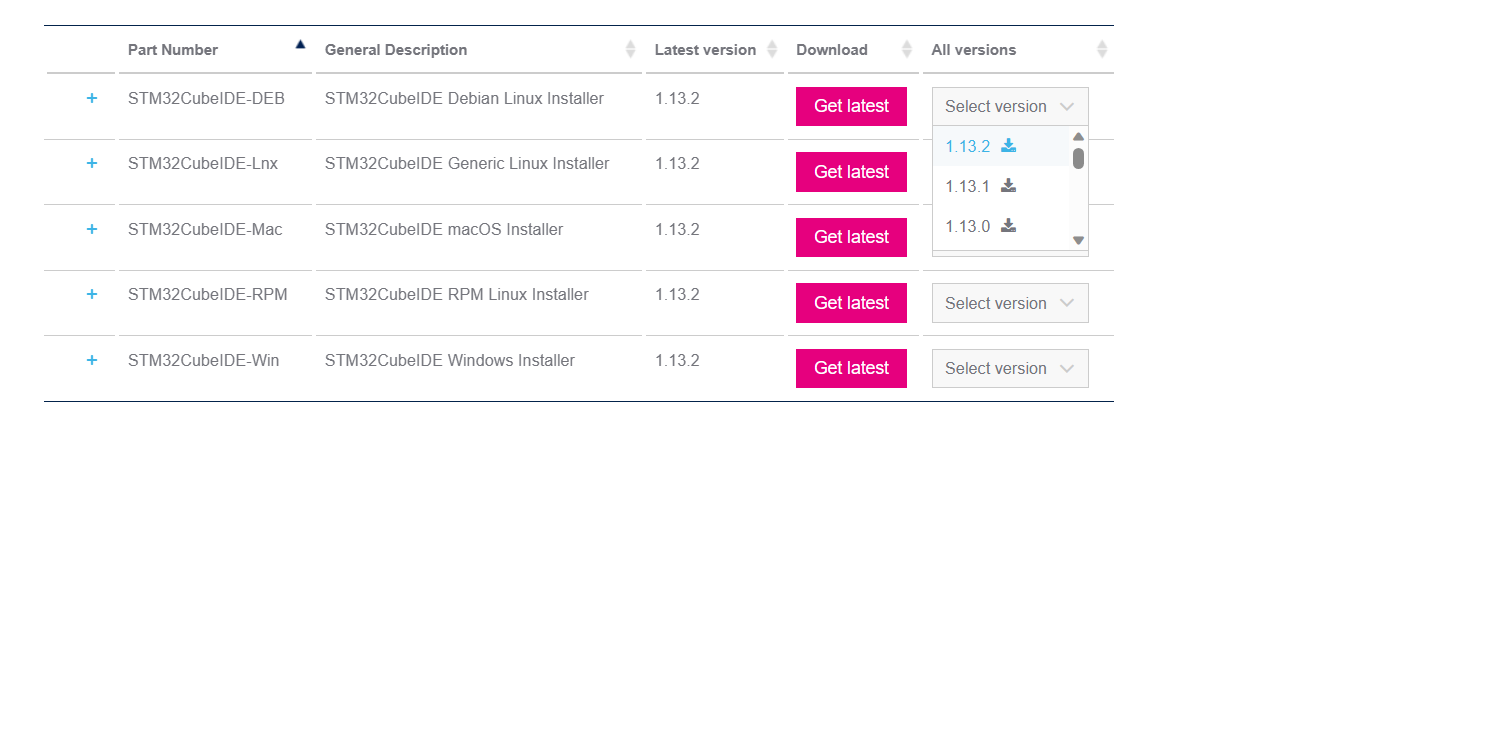 Part Number General Description Latest version Download All versions
+ STM32CubeIDE-DEB STM32CubeIDE Debian Linux Installer 1.13.2 Get latest Select version
1.13.2
+ STM32CubeIDE-Lnx STM32CubeIDE Generic Linux Installer 1.13.2 Get latest
1.13.1
+ STM32CubeIDE-Mac STM32CubeIDE macOS Installer 1.13.2 Get latest
1.13.0
+ STM32CubeIDE-RPM STM32CubeIDE RPM Linux Installer 1.13.2 Get latest Select version
+ STM32CubeIDE-Win STM32CubeIDE Windows Installer 1.13.2 Get latest Select version